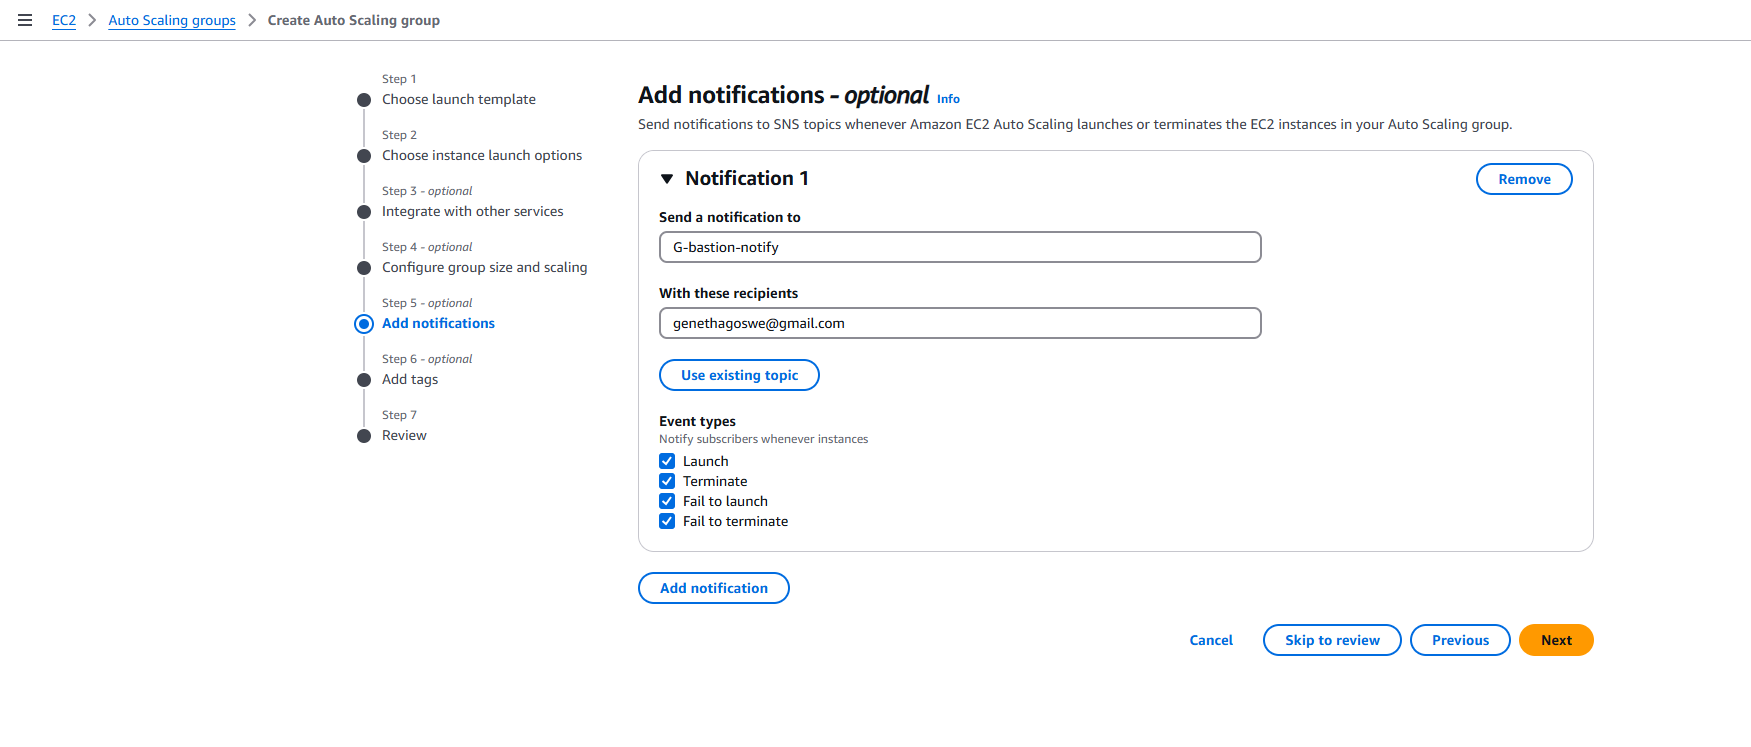 EC2 > Auto Scaling groups > Create Auto Scaling group
Step 1
Choose launch template
Step 2
Choose instance launch options
Step 3 - optional
Integrate with other services
Step 4 - optional
Configure group size and scaling
Step 5 - optional
Add notifications
Step 6 - optional
Add tags
Step 7
Review
Add notifications - optional Info
Send notifications to SNS topics whenever Amazon EC2 Auto Scaling launches or terminates the EC2 instances in your Auto Scaling group.
Notification 1
Remove
Send a notification to
G-bastion-notify
With these recipients
genethagoswe@gmail.com
Use existing topic
Event types
Notify subscribers whenever instances
Launch
Terminate
Fail to launch
Fail to terminate
Add notification
Cancel Skip to review Previous Next